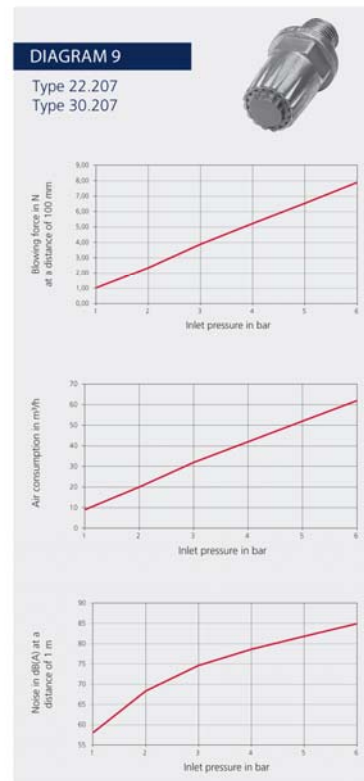 DIAGRAM 9
Type 22.207
Type 30.207
Blowing force in N
at a distance of 100 mm
9,00
8,00
7,00
6,00
5,00
4,00
3,00
2,00
1,00
0,00
1 2 3 4 5 6
Inlet pressure in bar
Air consumption in m³/h
70
60
50
40
30
20
10
0
1 2 3 4 5 6
Inlet pressure in bar
Noise in dB(A) at a
distance of 1 m
90
85
80
75
70
65
60
55
1 2 3 4 5 6
Inlet pressure in bar